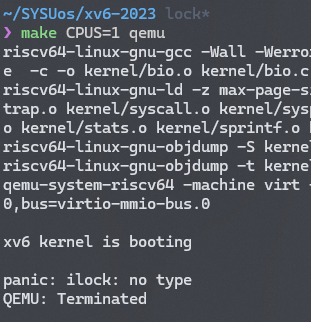 ~/SYSUos/xv6-2023 lock*
❯ make CPUS=1 qemu
riscv64-linux-gnu-gcc -Wall -Werro
e  -c -o kernel/bio.o kernel/bio.c
riscv64-linux-gnu-ld -z max-page-si
trap.o kernel/syscall.o kernel/sysp
o kernel/stats.o kernel/sprintf.o k
riscv64-linux-gnu-objdump -S kerne
riscv64-linux-gnu-objdump -t kerne
qemu-system-riscv64 -machine virt -
0,bus=virtio-mmio-bus.0
xv6 kernel is booting
panic: ilock: no type
QEMU: Terminated